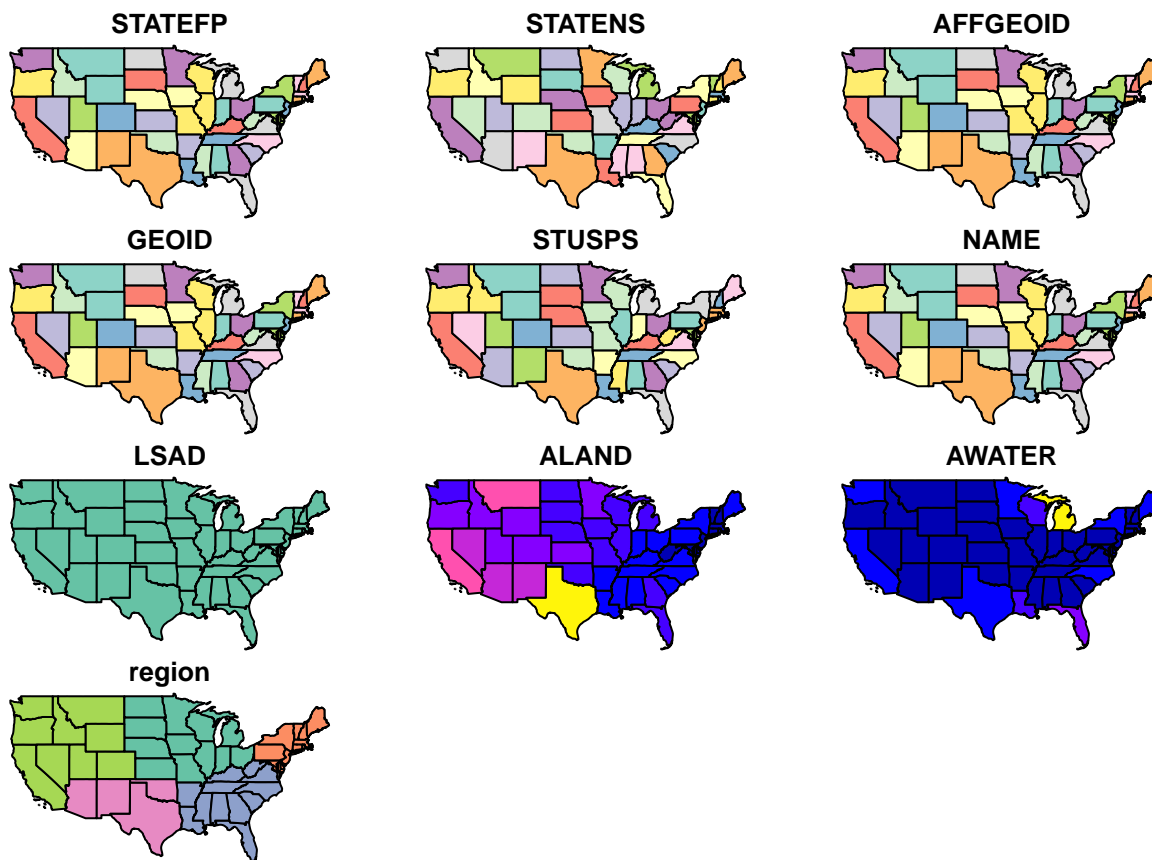 STATEFP
STATENS
AFFGEOID
GEOID
STUSPS
NAME
LSAD
ALAND
AWATER
region